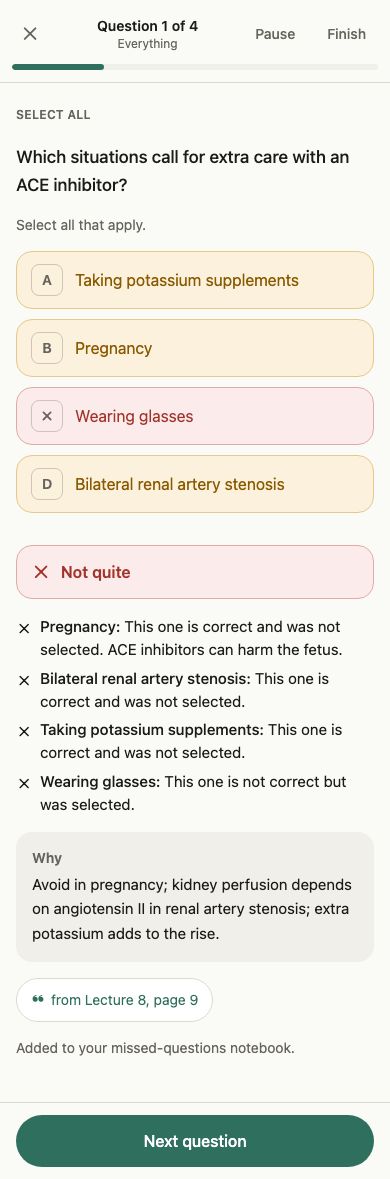 Question 1 of 4
Everything
Pause
Finish
SELECT ALL
Which situations call for extra care with an
ACE inhibitor?
Select all that apply.
A Taking potassium supplements
B Pregnancy
Wearing glasses
D Bilateral renal artery stenosis
Not quite
Pregnancy: This one is correct and was not
selected. ACE inhibitors can harm the fetus.
Bilateral renal artery stenosis: This one is
correct and was not selected.
Taking potassium supplements: This one is
correct and was not selected.
Wearing glasses: This one is not correct but
was selected.
Why
Avoid in pregnancy; kidney perfusion depends
on angiotensin II in renal artery stenosis; extra
potassium adds to the rise.
from Lecture 8, page 9
Added to your missed-questions notebook.
Next question